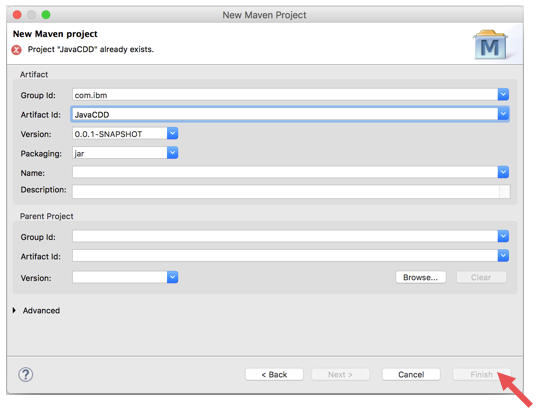 New Maven Project
New Maven project
Project "JavaCDD" already exists.
M
Artifact
Group Id: com.ibm
Artifact Id: JavaCDD
Version: 0.0.1-SNAPSHOT
Packaging: jar
Name:
Description:
Parent Project
Group Id:
Artifact Id:
Version: Browse... Clear
Advanced
? < Back Next > Cancel Finish